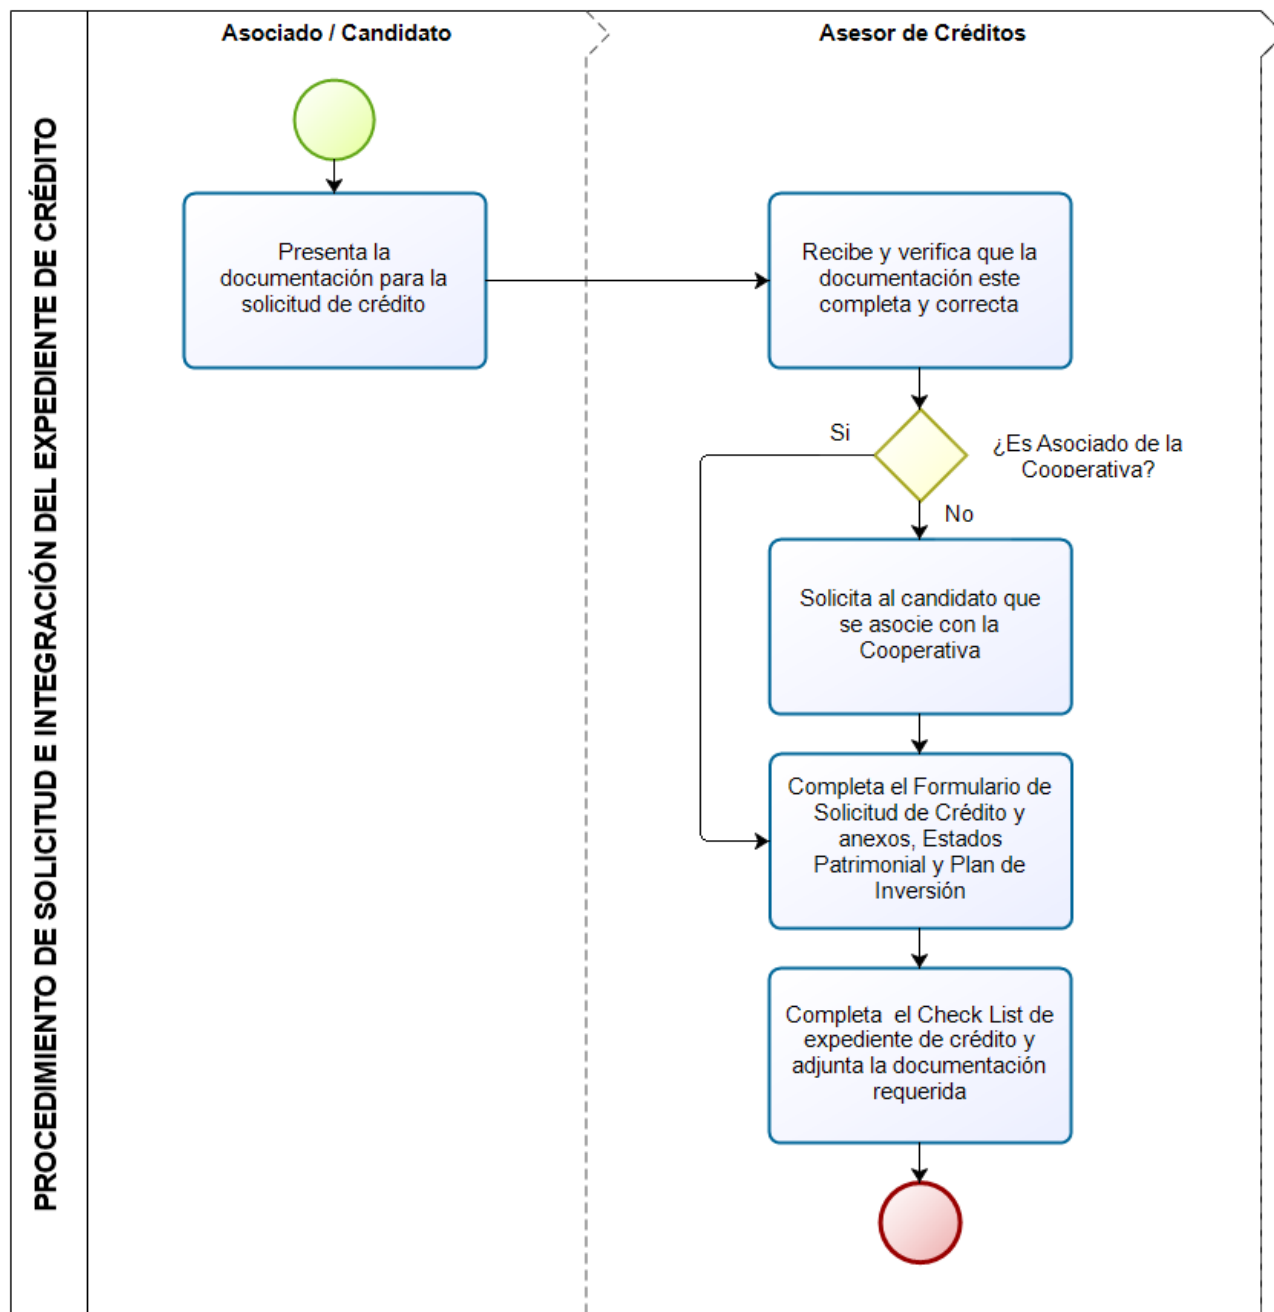 PROCEDIMIENTO DE SOLICITUD E INTEGRACIÓN DEL EXPEDIENTE DE CRÉDITO
Asociado / Candidato
Asesor de Créditos
Presenta la
documentación para la
solicitud de crédito
Recibe y verifica que la
documentación este
completa y correcta
Si
¿Es Asociado de la
Cooperativa?
No
Solicita al candidato que
se asocie con la
Cooperativa
Completa el Formulario de
Solicitud de Crédito y
anexos, Estados
Patrimonial y Plan de
Inversión
Completa el Check List de
expediente de crédito y
adjunta la documentación
requerida